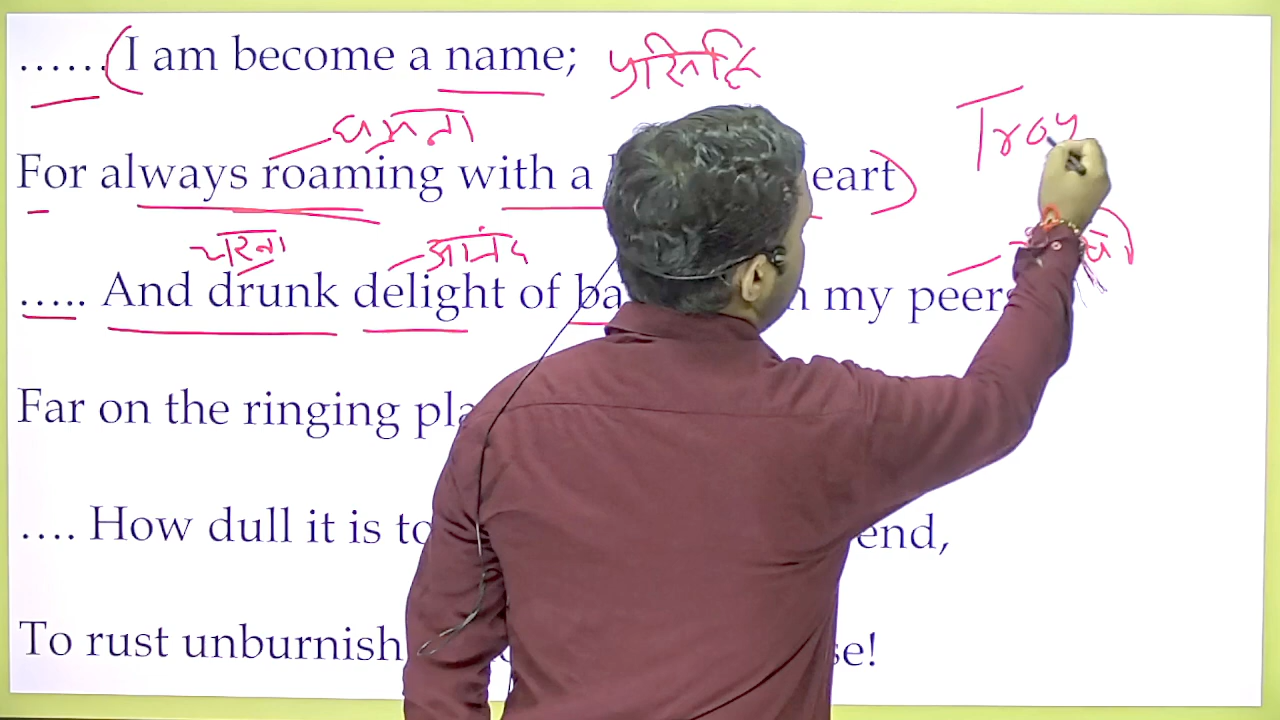 …… I am become a name; प्रसिद्धि
घूमना Troy
For always roaming with a eart
आनंद
….. And drunk delight of ba n my peers
Far on the ringing pla
…. How dull it is to end,
To rust unburnish se!